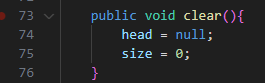 73 public void clear(){
74 head = null;
75 size = 0;
76 }